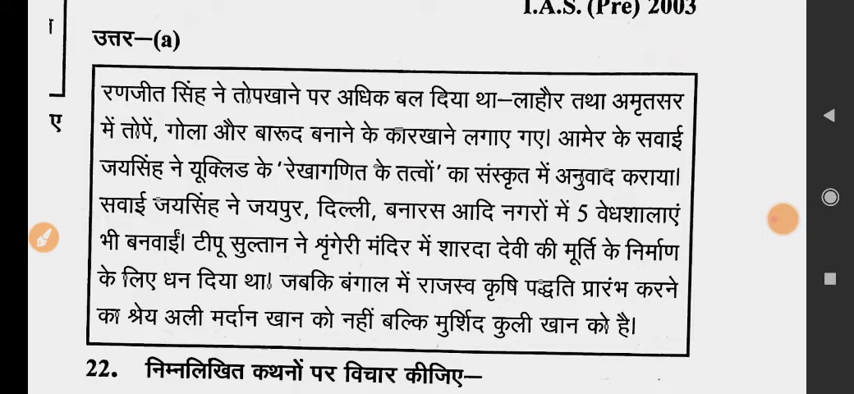 I.A.S. (Pre) 2003
उत्तर–(a)
रणजीत सिंह ने तोपखाने पर अधिक बल दिया था–लाहौर तथा अमृतसर
में तोपें, गोला और बारूद बनाने के कारखाने लगाए गए। आमेर के सवाई
जयसिंह ने यूक्लिड के 'रेखागणित के तत्वों' का संस्कृत में अनुवाद कराया।
सवाई जयसिंह ने जयपुर, दिल्ली, बनारस आदि नगरों में 5 वेधशालाएं
भी बनवाईं। टीपू सुल्तान ने शृंगेरी मंदिर में शारदा देवी की मूर्ति के निर्माण
के लिए धन दिया था। जबकि बंगाल में राजस्व कृषि पद्धति प्रारंभ करने
का श्रेय अली मर्दान खान को नहीं बल्कि मुर्शिद कुली खान को है।
ए
22. निम्नलिखित कथनों पर विचार कीजिए–